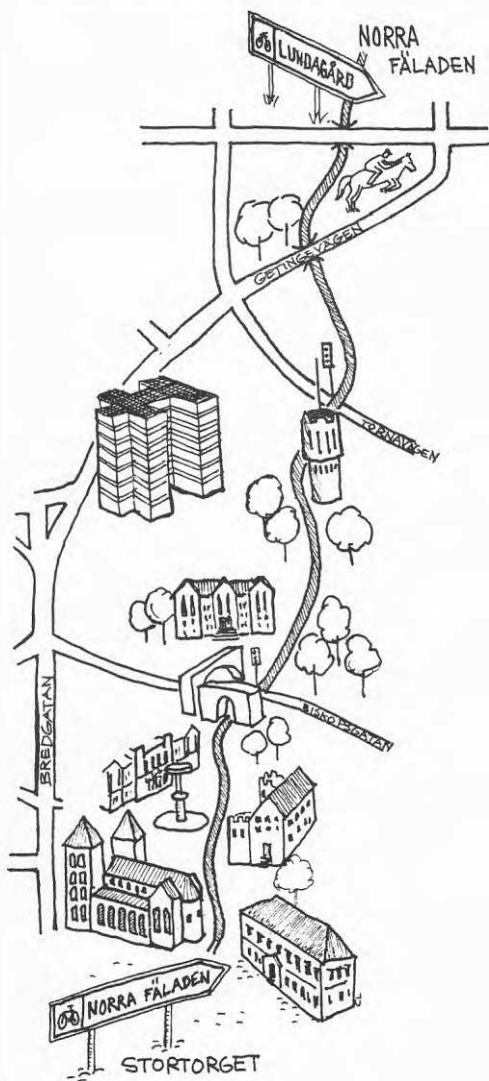 NORRA
FÄLADEN
LUNDAGÅRD
GETINGEVÄGEN
TORNAVÄGEN
BISKOPSGATAN
BREDGATAN
NORRA FÄLADEN
STORTORGET